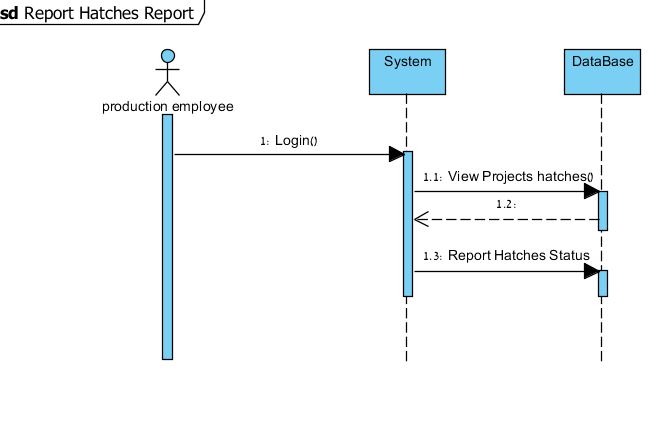 sd Report Hatches Report
System
DataBase
production employee
1: Login()
1.1: View Projects hatches()
1.2:
1.3: Report Hatches Status